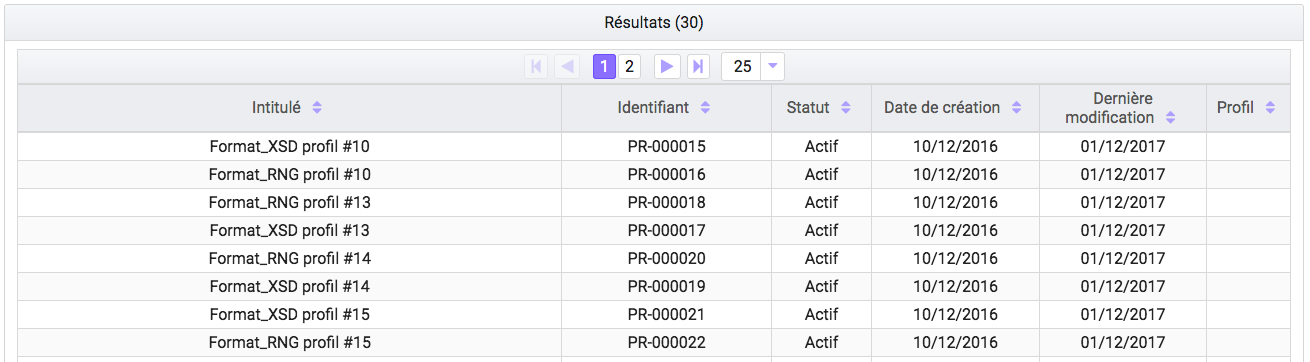 Résultats (30)
1 2 25
Intitulé Identifiant Statut Date de création Dernière modification Profil
Format_XSD profil #10 PR-000015 Actif 10/12/2016 01/12/2017
Format_RNG profil #10 PR-000016 Actif 10/12/2016 01/12/2017
Format_RNG profil #13 PR-000018 Actif 10/12/2016 01/12/2017
Format_XSD profil #13 PR-000017 Actif 10/12/2016 01/12/2017
Format_RNG profil #14 PR-000020 Actif 10/12/2016 01/12/2017
Format_XSD profil #14 PR-000019 Actif 10/12/2016 01/12/2017
Format_XSD profil #15 PR-000021 Actif 10/12/2016 01/12/2017
Format_RNG profil #15 PR-000022 Actif 10/12/2016 01/12/2017